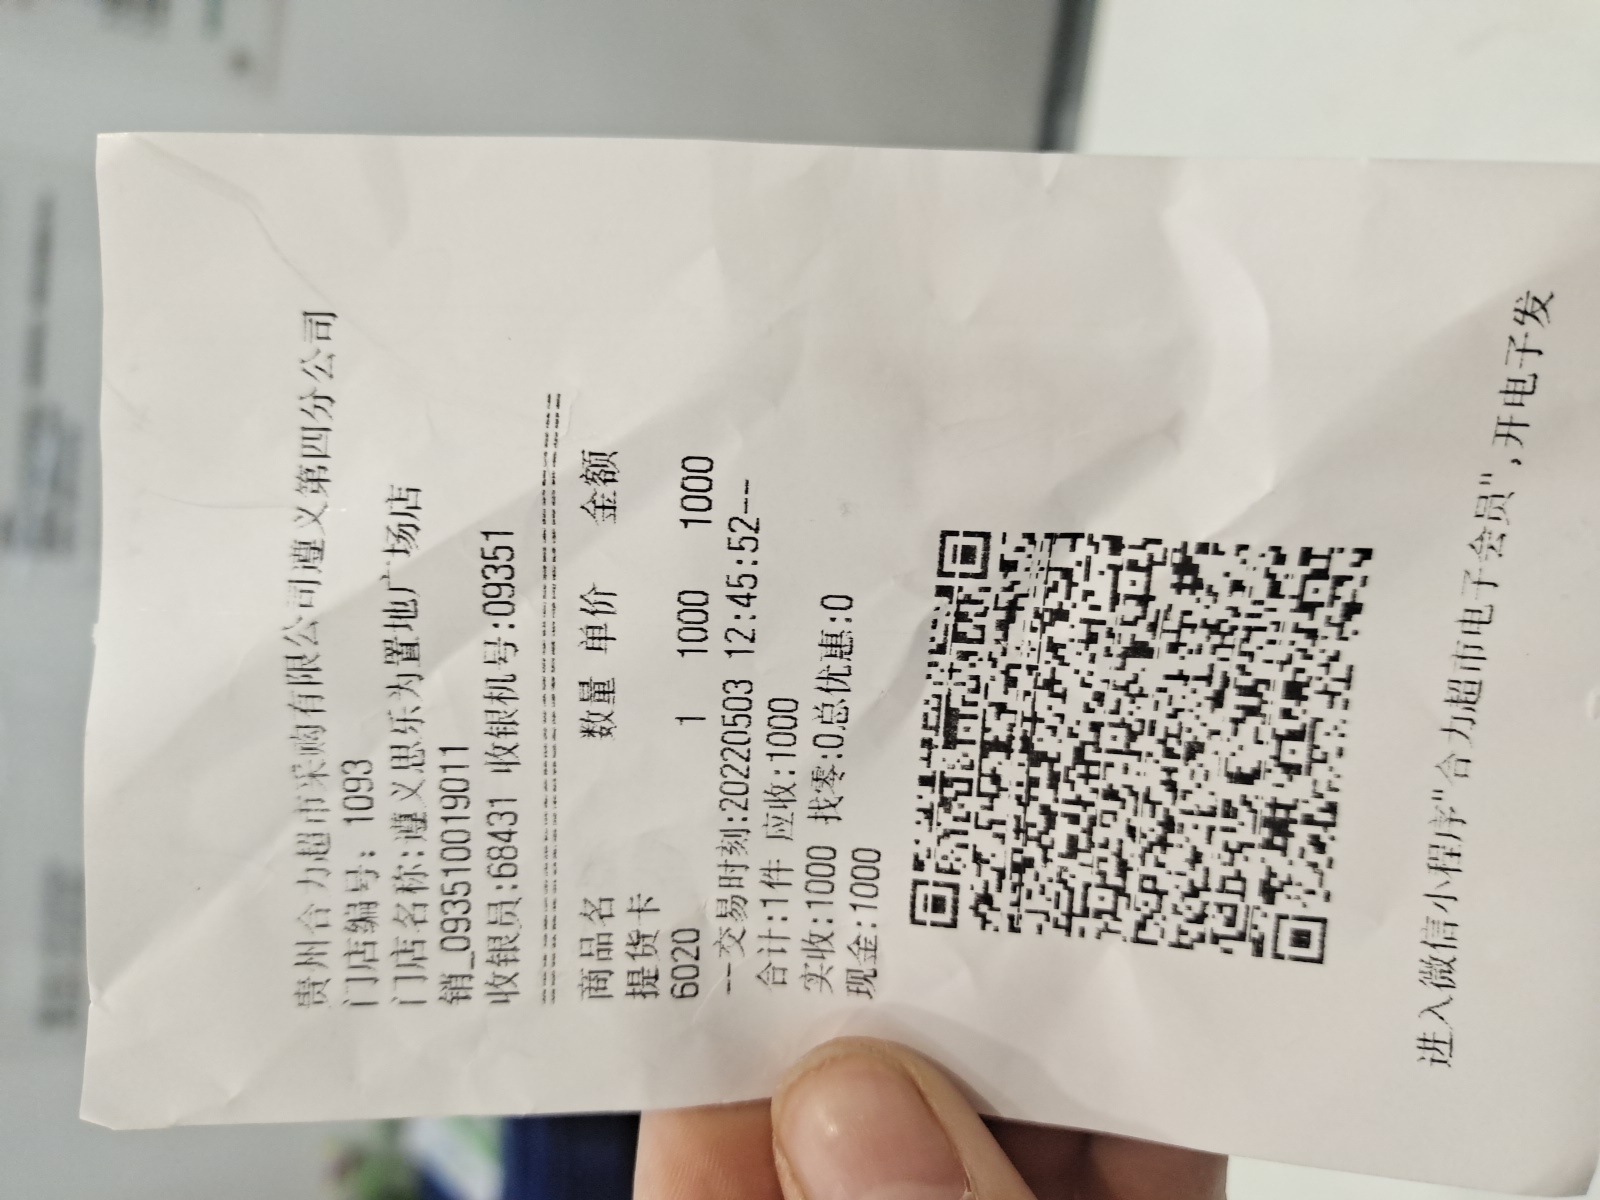 贵州合力超市采购有限公司遵义第四分公司
门店编号: 1093
门店名称:遵义思乐为置地广场店
销_093510019011
收银员:68431 收银机号:09351
商品名 数量 单价 金额
提货卡
6020 1 1000 1000
--交易时刻:20220503 12:45:52--
合计:1件 应收:1000
实收:1000 找零:0总优惠:0
现金:1000
进入微信小程序"合力超市电子会员",开电子发